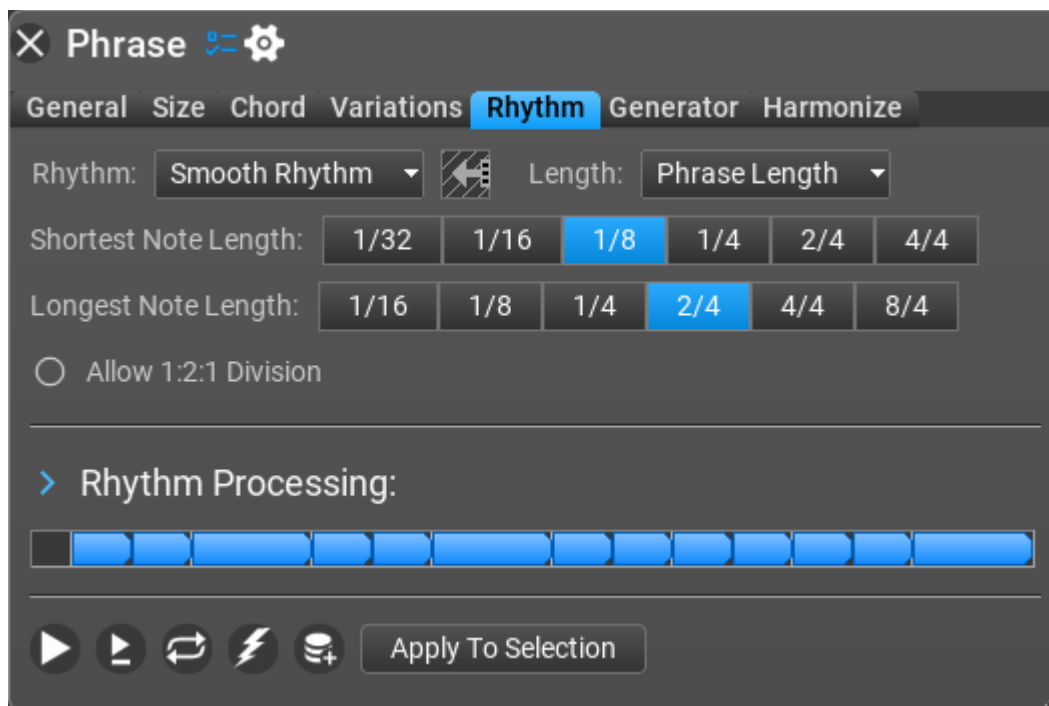 Phrase
General Size Chord Variations Rhythm Generator Harmonize
Rhythm: Smooth Rhythm Length: Phrase Length
Shortest Note Length: 1/32 1/16 1/8 1/4 2/4 4/4
Longest Note Length: 1/16 1/8 1/4 2/4 4/4 8/4
Allow 1:2:1 Division
Rhythm Processing:
Apply To Selection